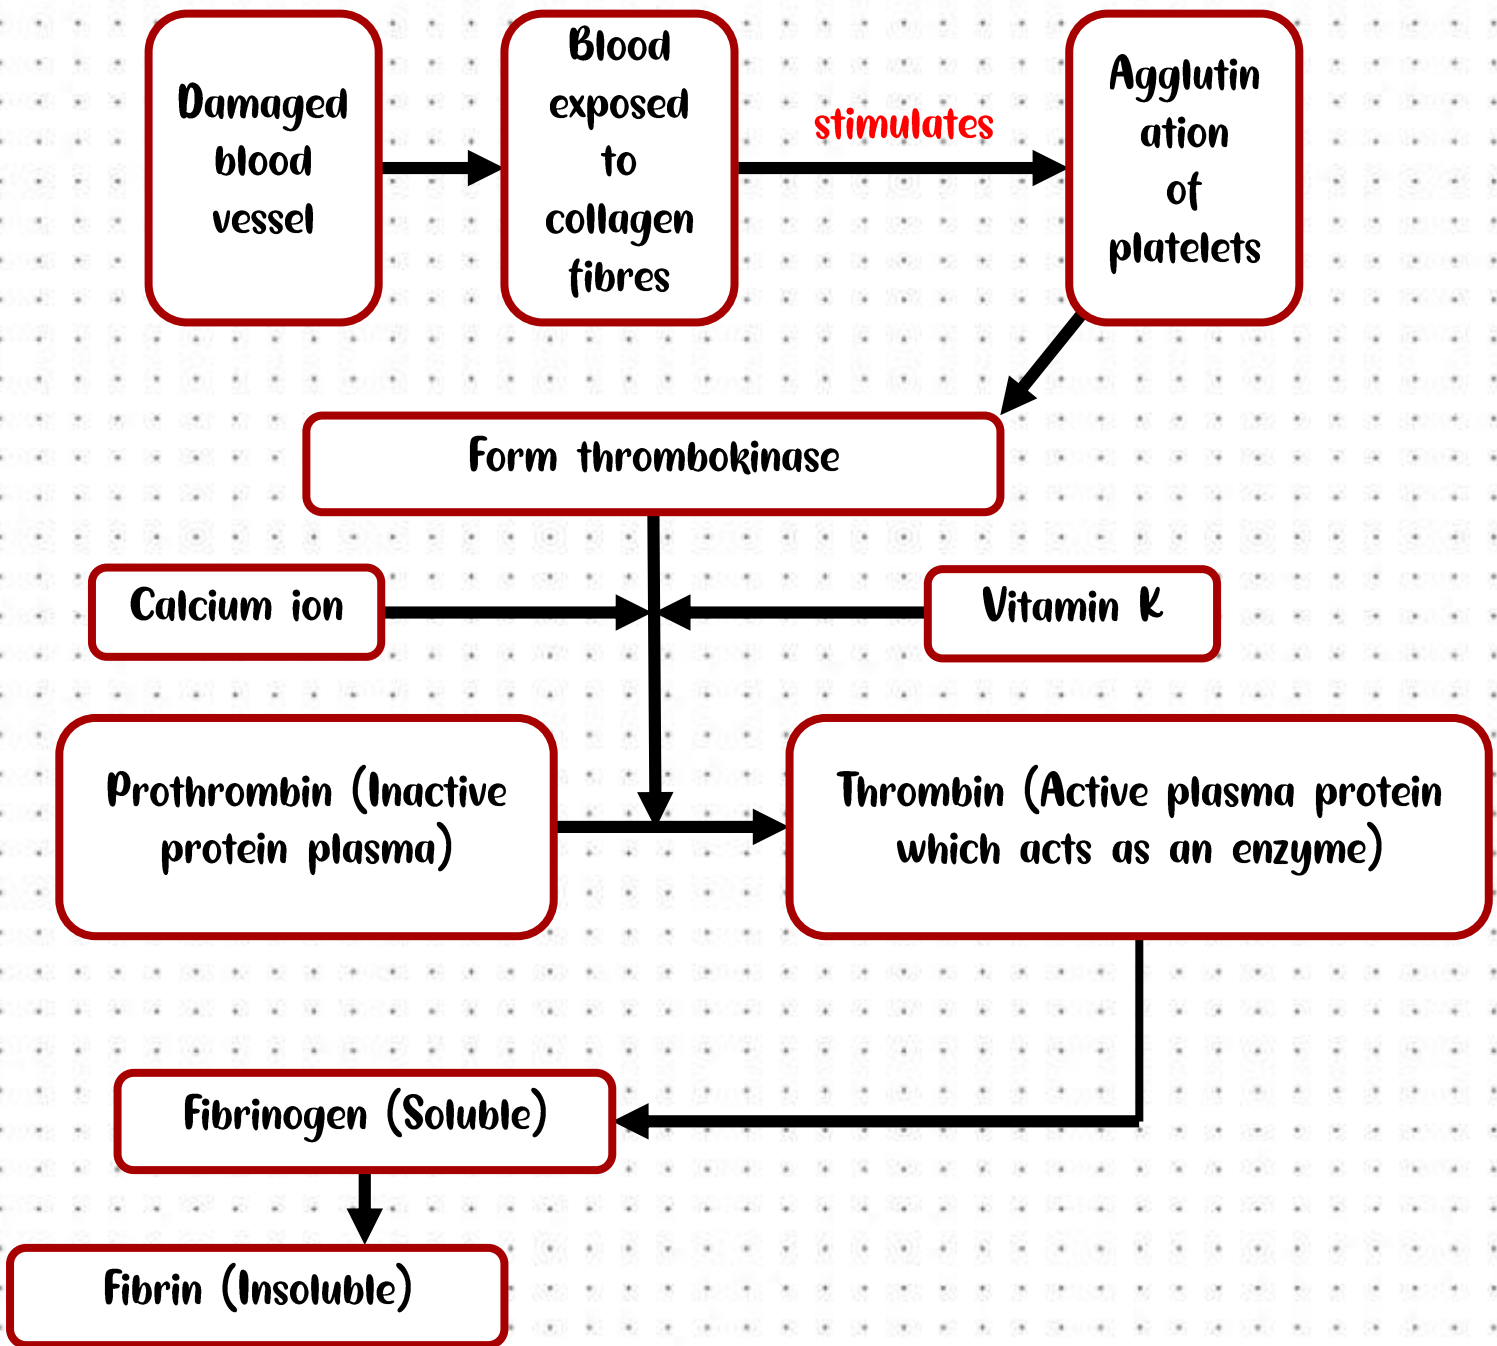 Damaged
blood
vessel
Blood
exposed
to
collagen
fibres
stimulates
Agglutin
ation
of
platelets
Form thrombokinase
Calcium ion
Vitamin K
Prothrombin (Inactive
protein plasma)
Thrombin (Active plasma protein
which acts as an enzyme)
Fibrinogen (Soluble)
Fibrin (Insoluble)